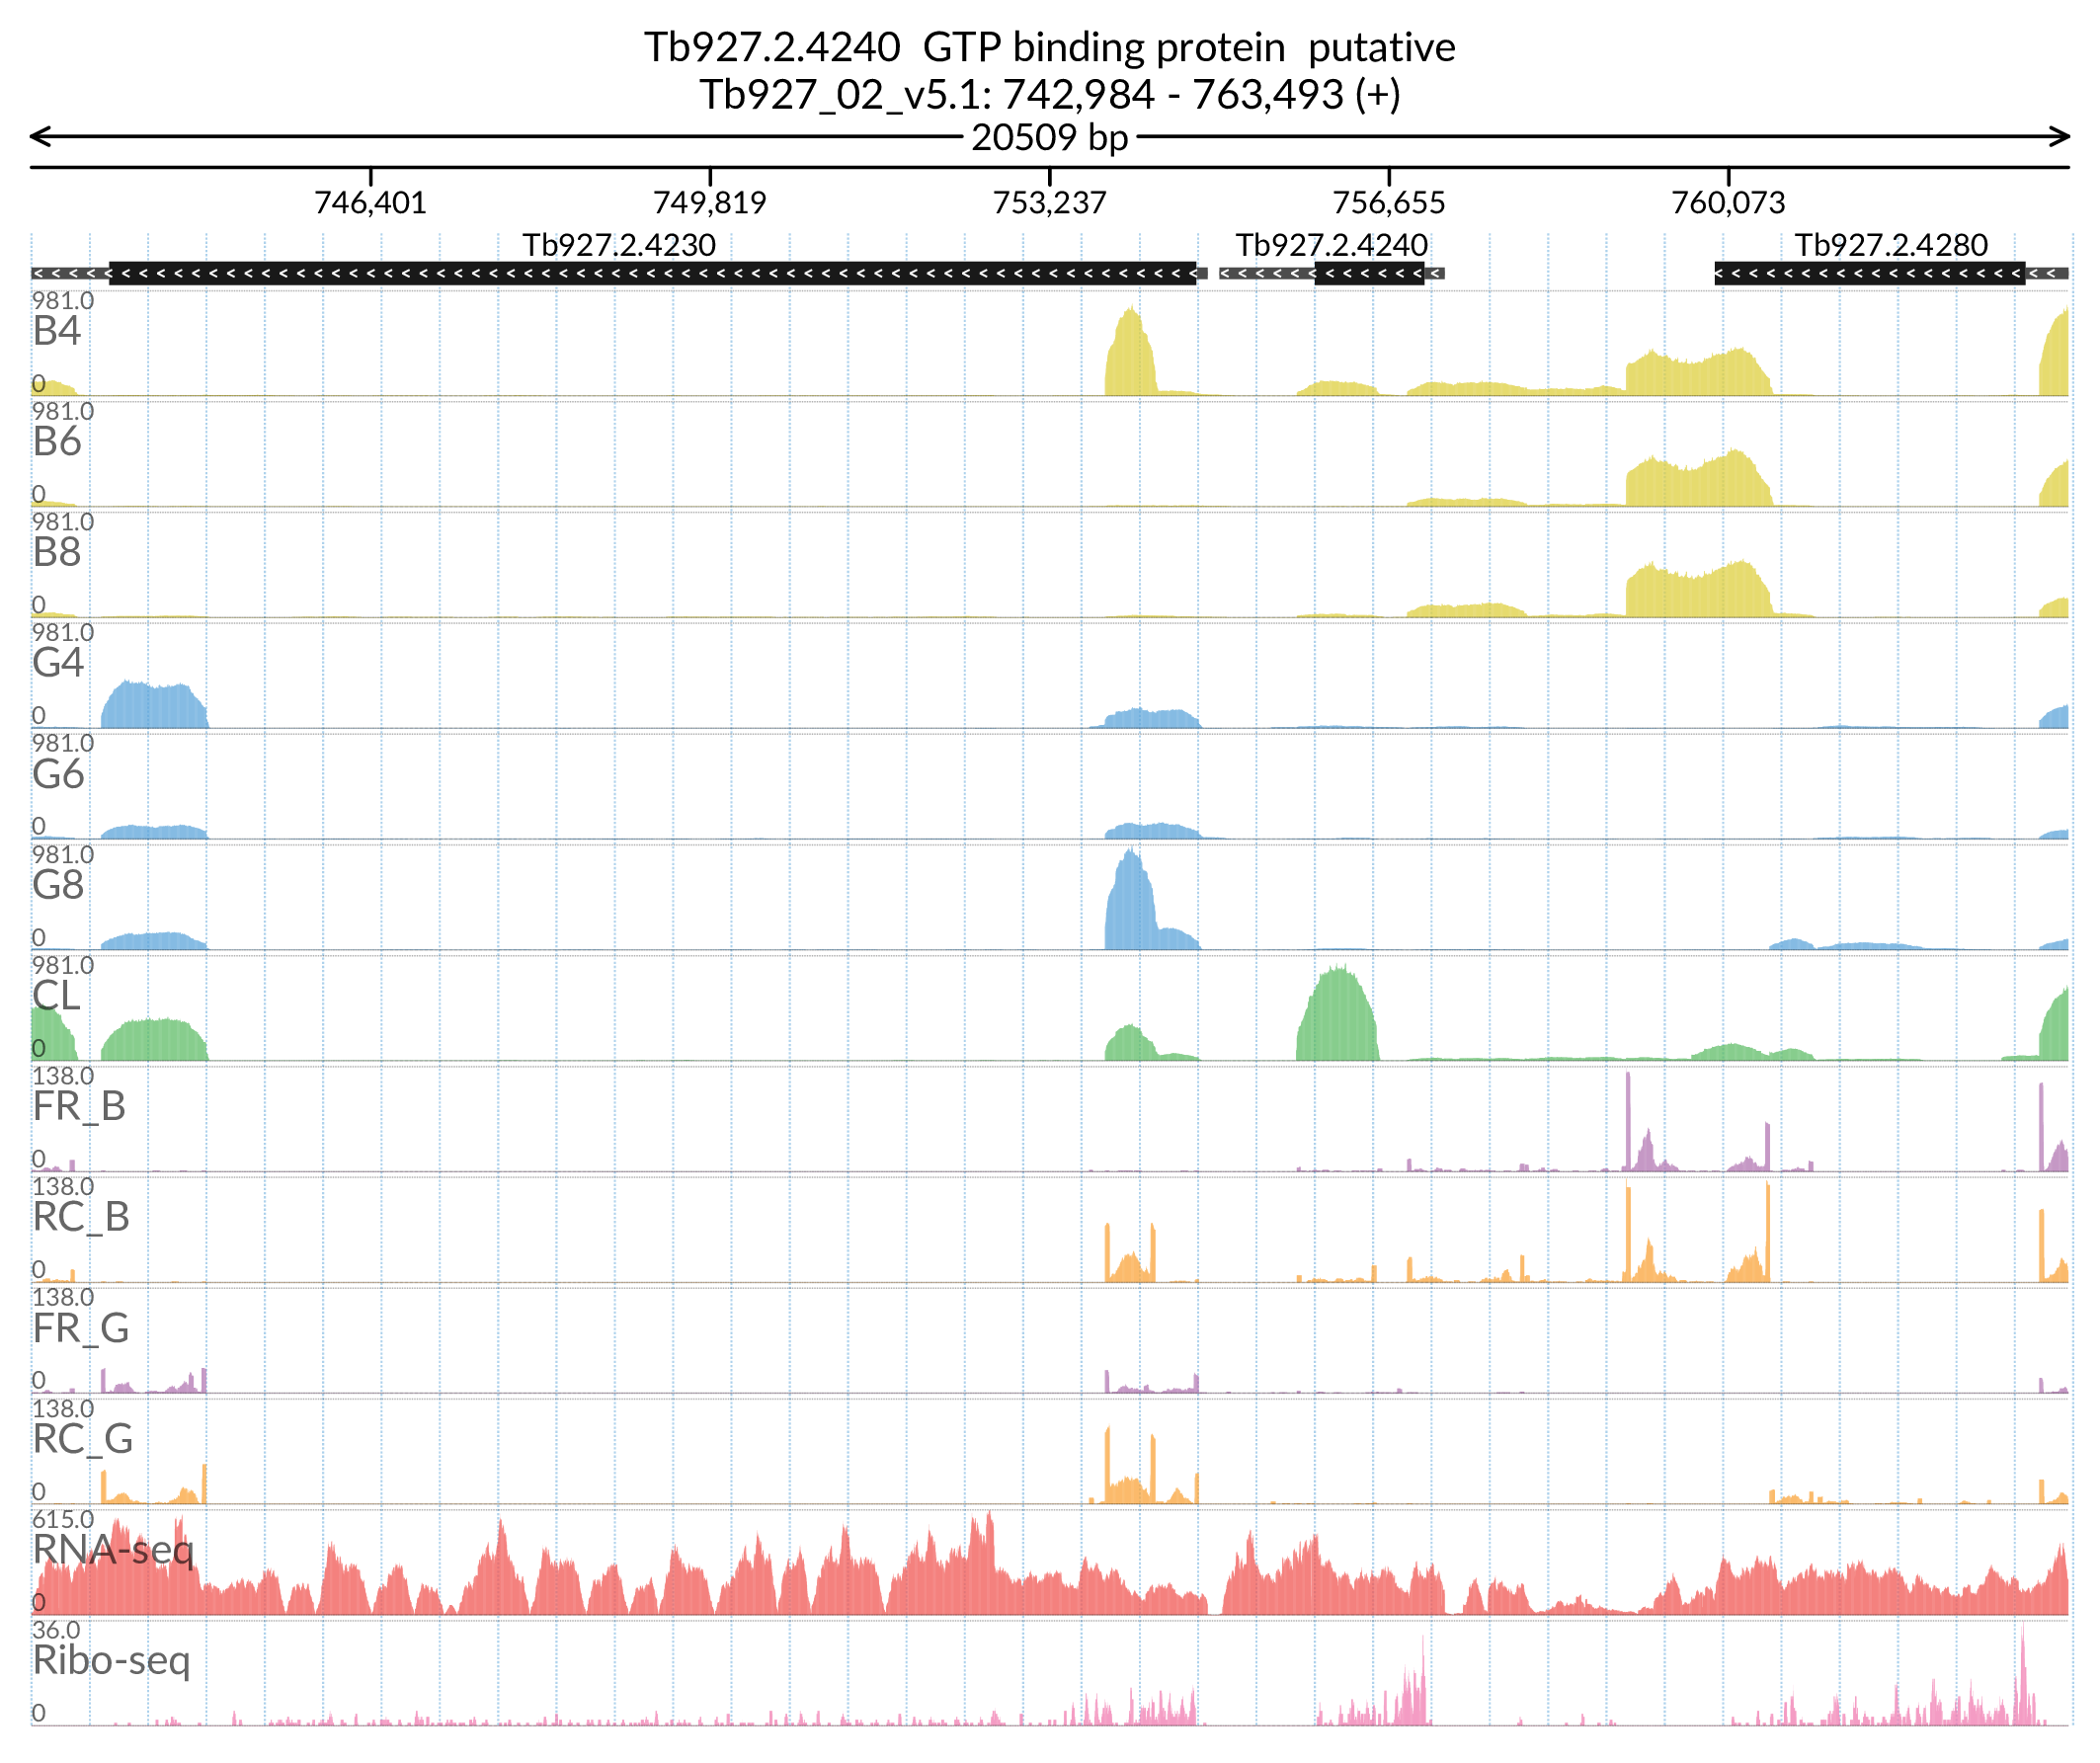 Tb927.2.4240  GTP binding protein  putative
Tb927_02_v5.1: 742,984 - 763,493 (+)
20509 bp
746,401 749,819 753,237 756,655 760,073
Tb927.2.4230 Tb927.2.4240 Tb927.2.4280
981.0
B4
0
981.0
B6
0
981.0
B8
0
981.0
G4
0
981.0
G6
0
981.0
G8
0
981.0
CL
0
138.0
FR_B
0
138.0
RC_B
0
138.0
FR_G
0
138.0
RC_G
0
615.0
RNA-seq
0
36.0
Ribo-seq
0